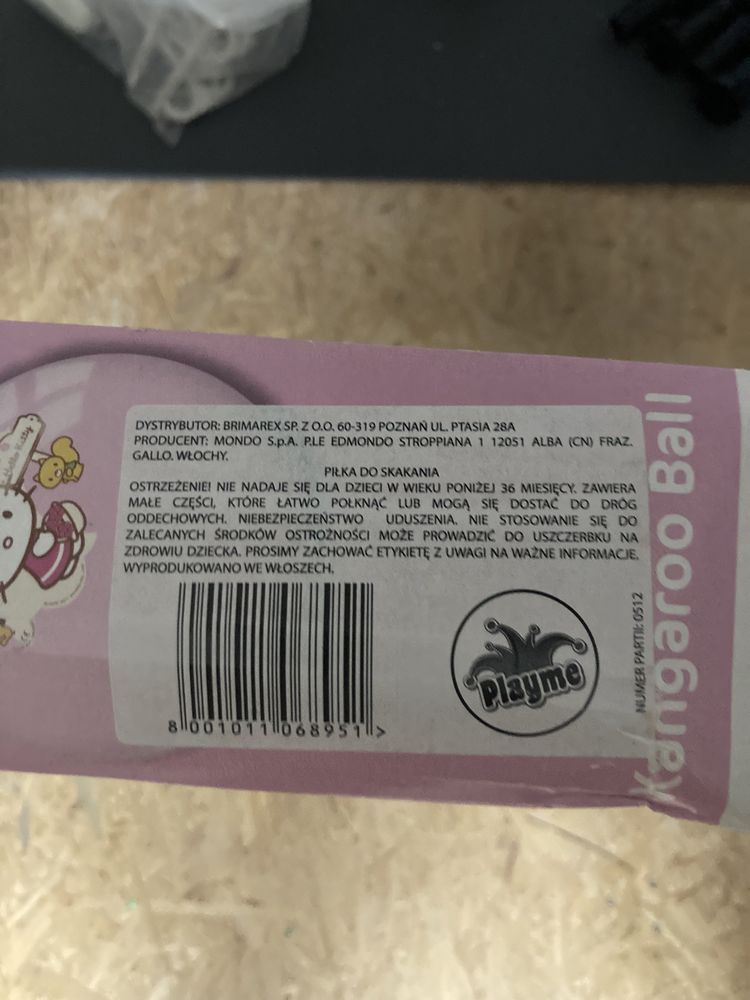 DYSTRYBUTOR: BRIMAREX SP. Z O.O. 60-319 POZNAŃ UL. PTASIA 28A
PRODUCENT: MONDO S.p.A. P.LE EDMONDO STROPPIANA 1 12051 ALBA (CN) FRAZ.
GALLO. WŁOCHY.
PIŁKA DO SKAKANIA
OSTRZEŻENIE! NIE NADAJE SIĘ DLA DZIECI W WIEKU PONIŻEJ 36 MIESIĘCY. ZAWIERA
MAŁE CZĘŚCI, KTÓRE ŁATWO POŁKNĄĆ LUB MOGĄ SIĘ DOSTAĆ DO DRÓG
ODDECHOWYCH. NIEBEZPIECZEŃSTWO UDUSZENIA. NIE STOSOWANIE SIĘ DO
ZALECANYCH ŚRODKÓW OSTROŻNOŚCI MOŻE PROWADZIĆ DO USZCZERBKU NA
ZDROWIU DZIECKA. PROSIMY ZACHOWAĆ ETYKIETĘ Z UWAGI NA WAŻNE INFORMACJE.
WYPRODUKOWANO WE WŁOSZECH.
8 001011 068951 >
Playme
NUMER PARTII: 0512
Kangaroo Ball
Hello Kitty